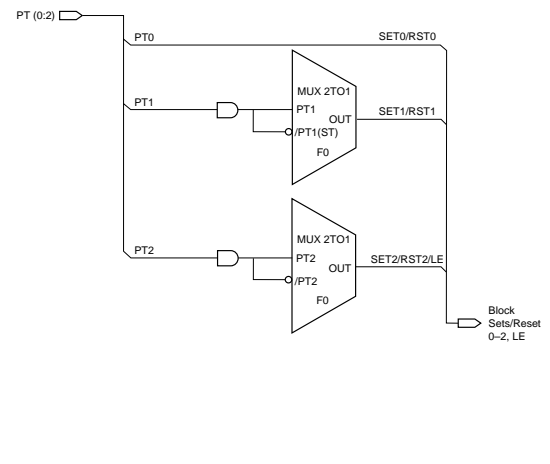 PT (0:2)
PT0
SET0/RST0
MUX 2TO1
PT1
PT1
SET1/RST1
OUT
/PT1(ST)
F0
MUX 2TO1
PT2
PT2
SET2/RST2/LE
OUT
/PT2
F0
Block
Sets/Reset
0–2, LE